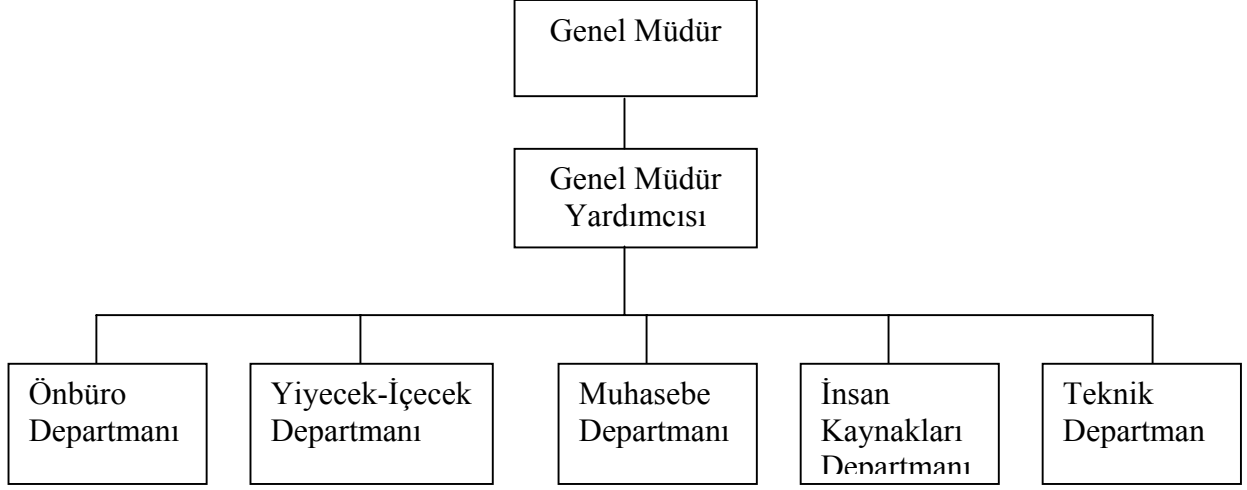 Genel Müdür
Genel Müdür
Yardımcısı
Önbüro
Departmanı
Yiyecek-İçecek
Departmanı
Muhasebe
Departmanı
İnsan
Kaynakları
Departmanı
Teknik
Departman